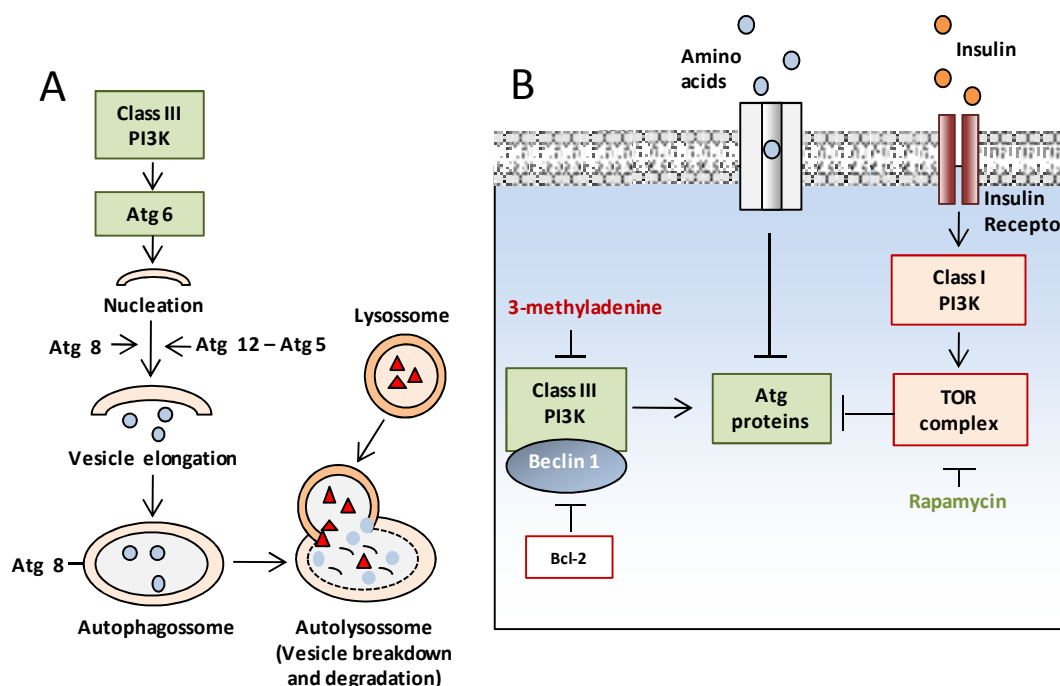 A
Class III
PI3K
Atg 6
Nucleation
Atg 8
Atg 12 – Atg 5
Vesicle elongation
Lysossome
Atg 8
Autophagossome
Autolysossome
(Vesicle breakdown
and degradation)
B
Amino
acids
Insulin
Insulin
Recepto
Class I
PI3K
3-methyladenine
Class III
PI3K
Beclin 1
Atg
proteins
TOR
complex
Rapamycin
Bcl-2